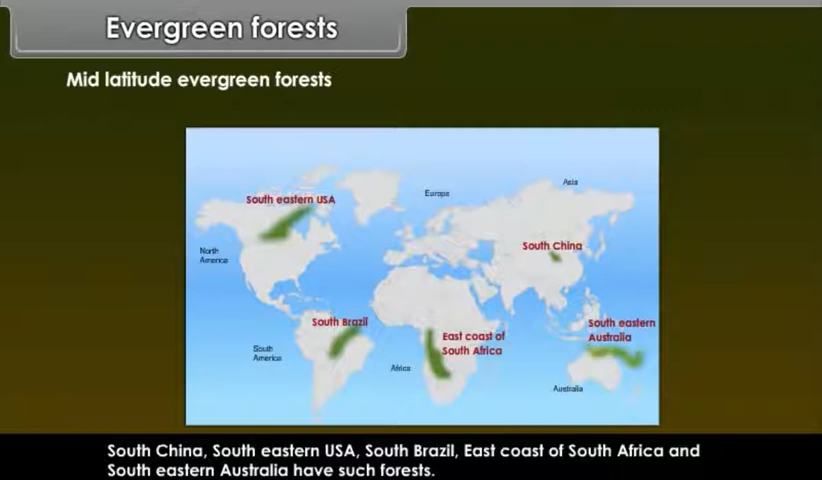 Evergreen forests
Mid latitude evergreen forests
Europe
Asia
South eastern USA
South China
North
America
South Brazil
South eastern
Australia
East coast of
South Africa
South
America
Africa
Australia
South China, South eastern USA, South Brazil, East coast of South Africa and
South eastern Australia have such forests.